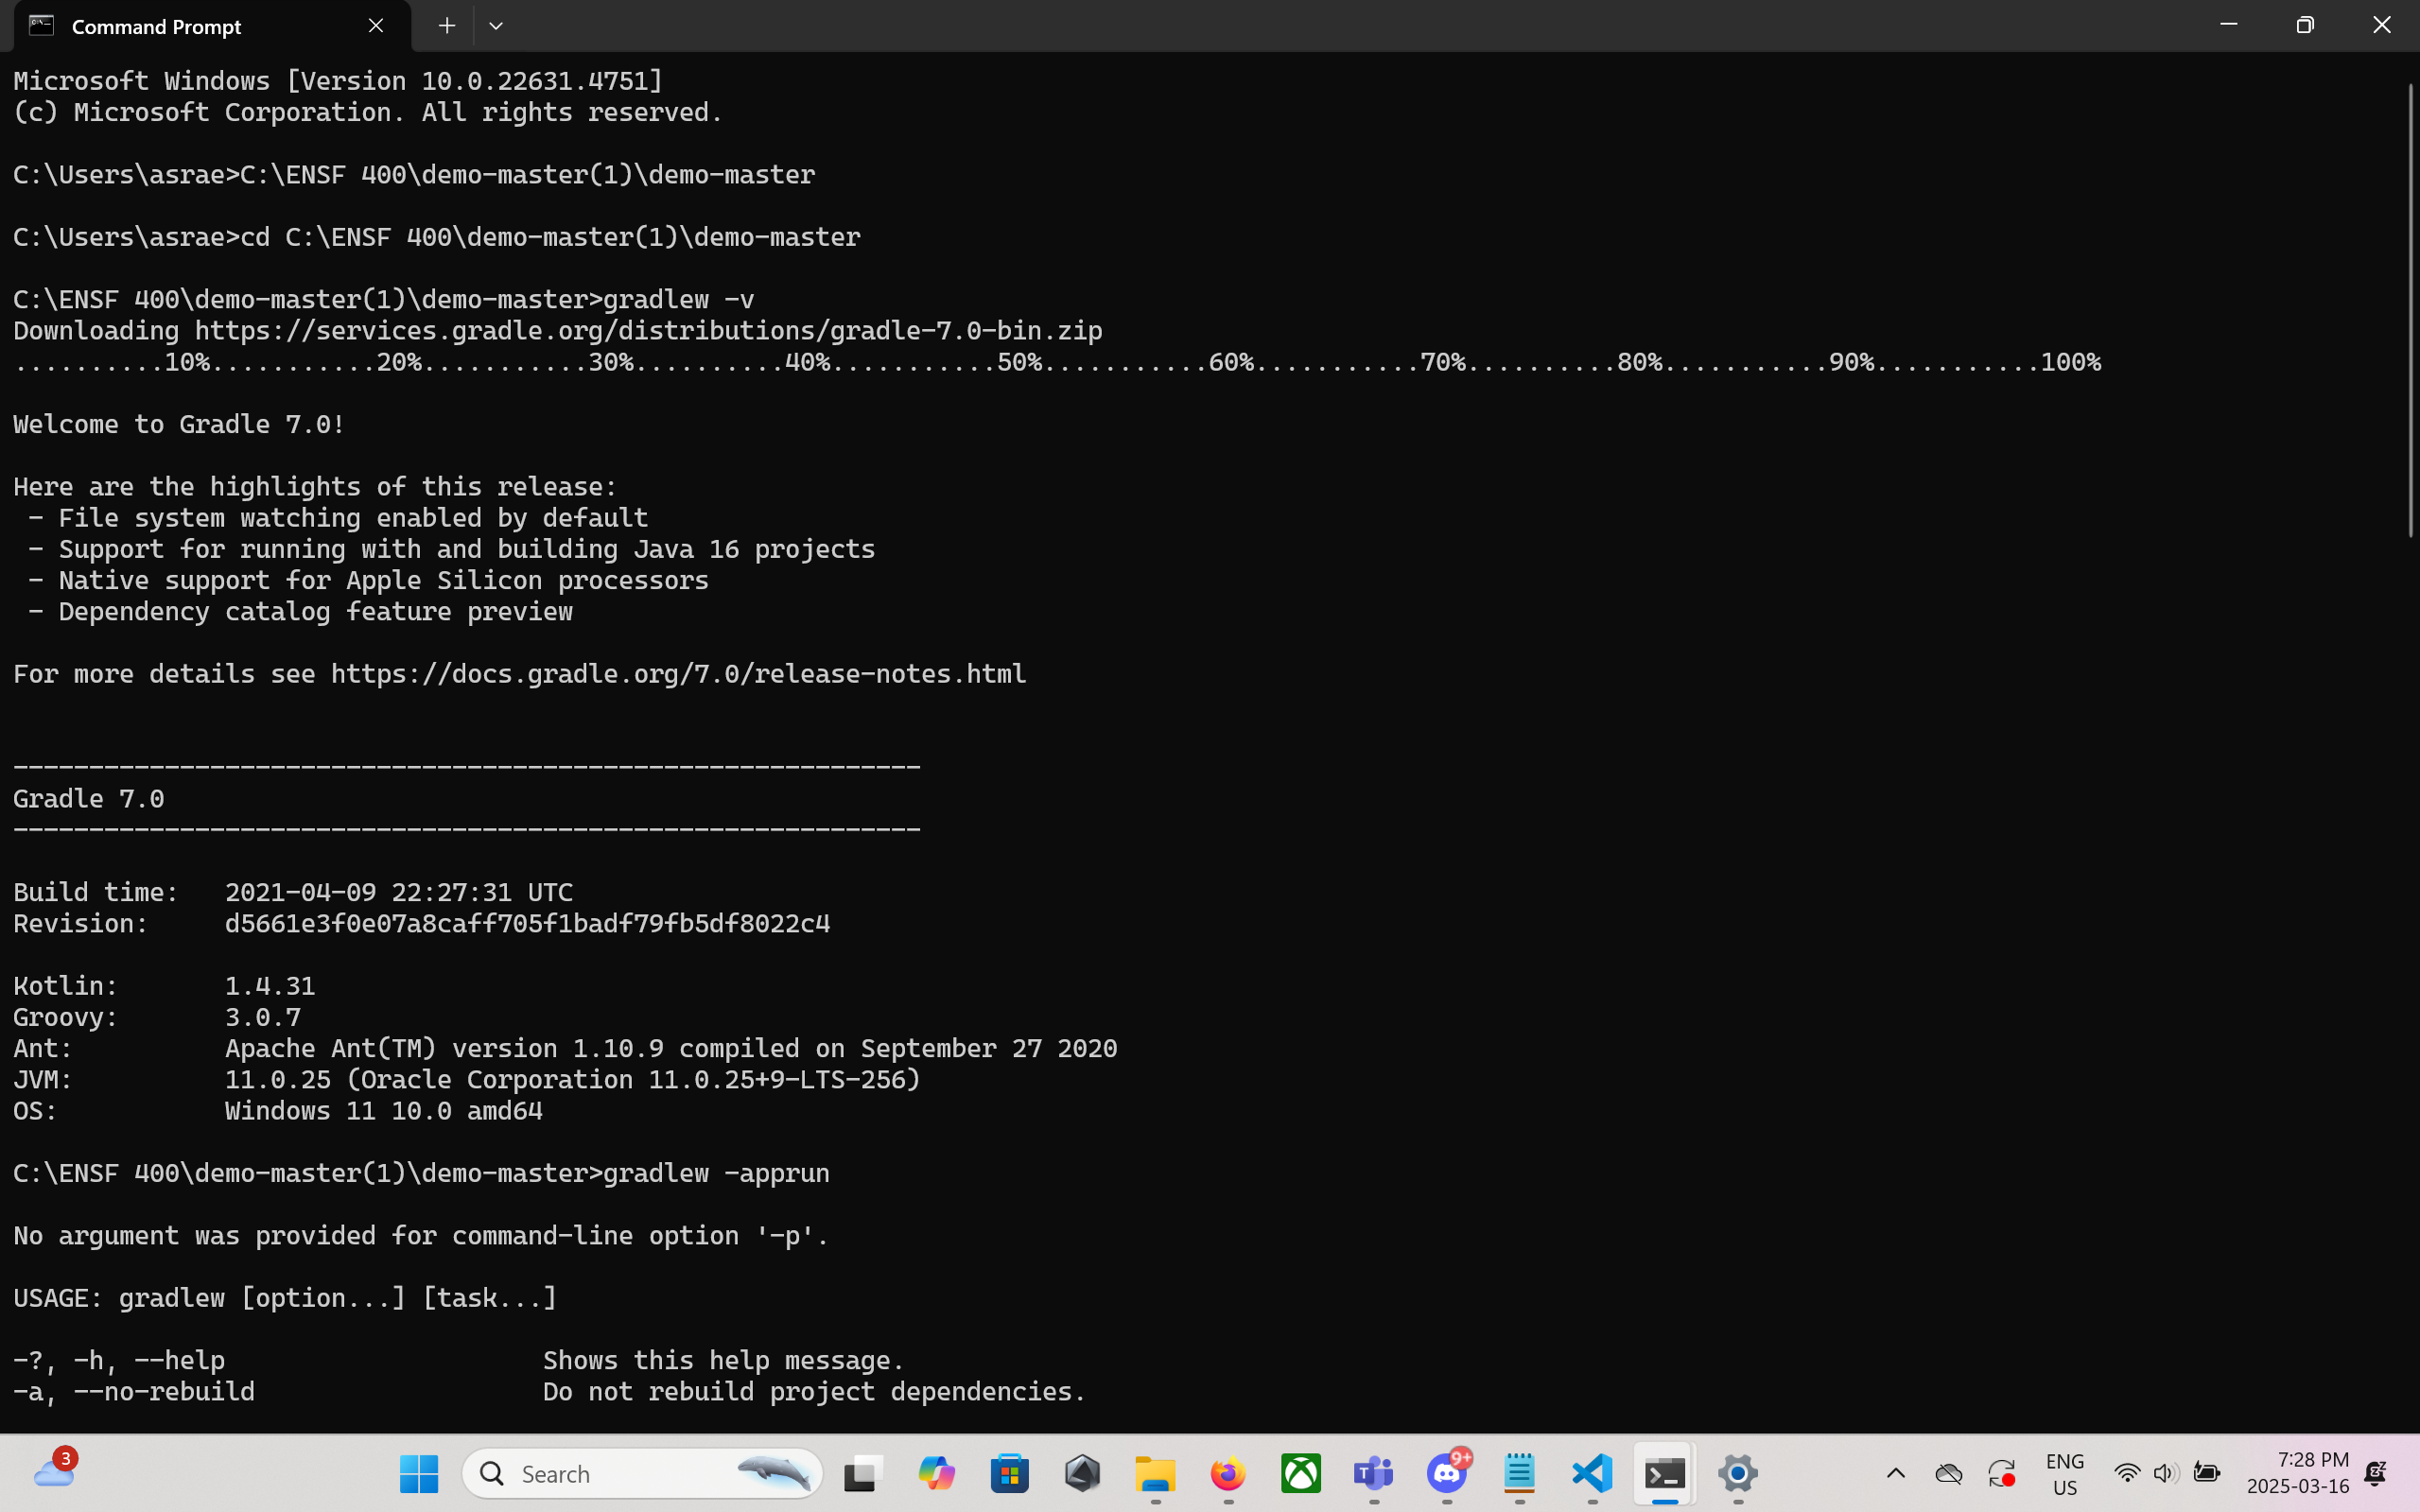 Command Prompt
Microsoft Windows [Version 10.0.22631.4751]
(c) Microsoft Corporation. All rights reserved.
C:\Users\asrae>C:\ENSF 400\demo-master(1)\demo-master
C:\Users\asrae>cd C:\ENSF 400\demo-master(1)\demo-master
C:\ENSF 400\demo-master(1)\demo-master>gradlew -v
Downloading https://services.gradle.org/distributions/gradle-7.0-bin.zip
..........10%...........20%...........30%..........40%...........50%...........60%...........70%..........80%...........90%...........100%
Welcome to Gradle 7.0!
Here are the highlights of this release:
 - File system watching enabled by default
 - Support for running with and building Java 16 projects
 - Native support for Apple Silicon processors
 - Dependency catalog feature preview
For more details see https://docs.gradle.org/7.0/release-notes.html
------------------------------------------------------------
Gradle 7.0
------------------------------------------------------------
Build time:   2021-04-09 22:27:31 UTC
Revision:     d5661e3f0e07a8caff705f1badf79fb5df8022c4
Kotlin:       1.4.31
Groovy:       3.0.7
Ant:          Apache Ant(TM) version 1.10.9 compiled on September 27 2020
JVM:          11.0.25 (Oracle Corporation 11.0.25+9-LTS-256)
OS:           Windows 11 10.0 amd64
C:\ENSF 400\demo-master(1)\demo-master>gradlew -apprun
No argument was provided for command-line option '-p'.
USAGE: gradlew [option...] [task...]
-?, -h, --help                     Shows this help message.
-a, --no-rebuild                   Do not rebuild project dependencies.
3
Search
9+
ENG
US
7:28 PM
2025-03-16